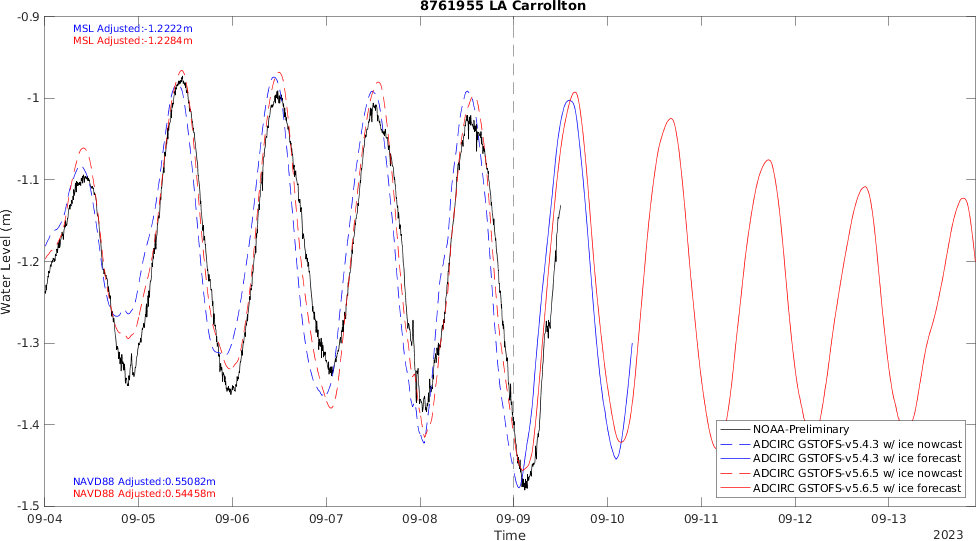 8761955 LA Carrollton
-0.9
MSL Adjusted:-1.2222m
MSL Adjusted:-1.2284m
-1
-1.1
-1.2
-1.3
-1.4
-1.5
Water Level (m)
NOAA-Preliminary
ADCIRC GSTOFS-v5.4.3 w/ ice nowcast
ADCIRC GSTOFS-v5.4.3 w/ ice forecast
ADCIRC GSTOFS-v5.6.5 w/ ice nowcast
ADCIRC GSTOFS-v5.6.5 w/ ice forecast
NAVD88 Adjusted:0.55082m
NAVD88 Adjusted:0.54458m
09-04 09-05 09-06 09-07 09-08 09-09 09-10 09-11 09-12 09-13
Time
2023